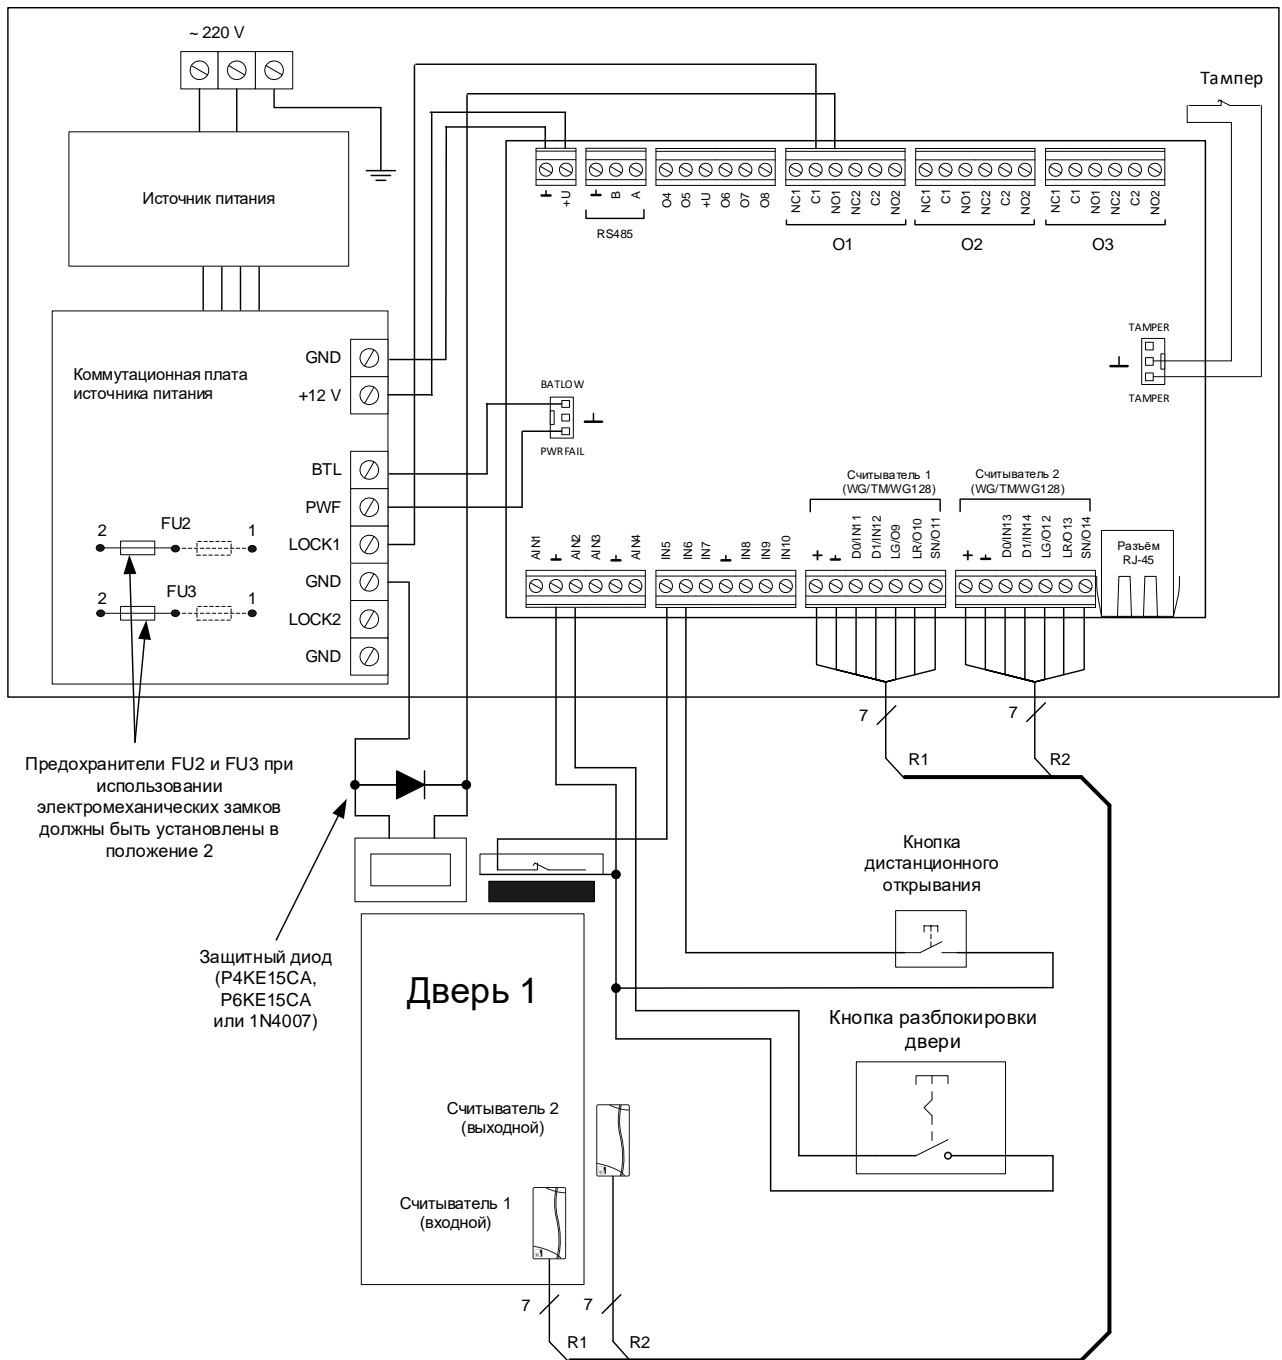 ~ 220 V
Тампер
Источник питания
+U
B
A
RS485
O4
O5
+U
O6
O7
O8
NC1
C1
NO1
NC2
C2
NO2
O1
NC1
C1
NO1
NC2
C2
NO2
O2
NC1
C1
NO1
NC2
C2
NO2
O3
TAMPER
TAMPER
Коммутационная плата
источника питания
GND
+12 V
BTL
PWF
LOCK1
GND
LOCK2
GND
2
FU2
1
2
FU3
1
BATLOW
PWRFAIL
AIN1
AIN2
AIN3
AIN4
IN5
IN6
IN7
IN8
IN9
IN10
Считыватель 1
(WG/TM/WG128)
+
D0/IN11
D1/IN12
LG/O9
LR/O10
SN/O11
Считыватель 2
(WG/TM/WG128)
+
D0/IN13
D1/IN14
LG/O12
LR/O13
SN/O14
Разъём
RJ-45
7
R1
7
R2
Предохранители FU2 и FU3 при
использовании
электромеханических замков
должны быть установлены в
положение 2
Кнопка
дистанционного
открывания
Защитный диод
(P4KE15CA,
P6KE15CA
или 1N4007)
Дверь 1
Кнопка разблокировки
двери
Считыватель 2
(выходной)
Считыватель 1
(входной)
7
R1
7
R2